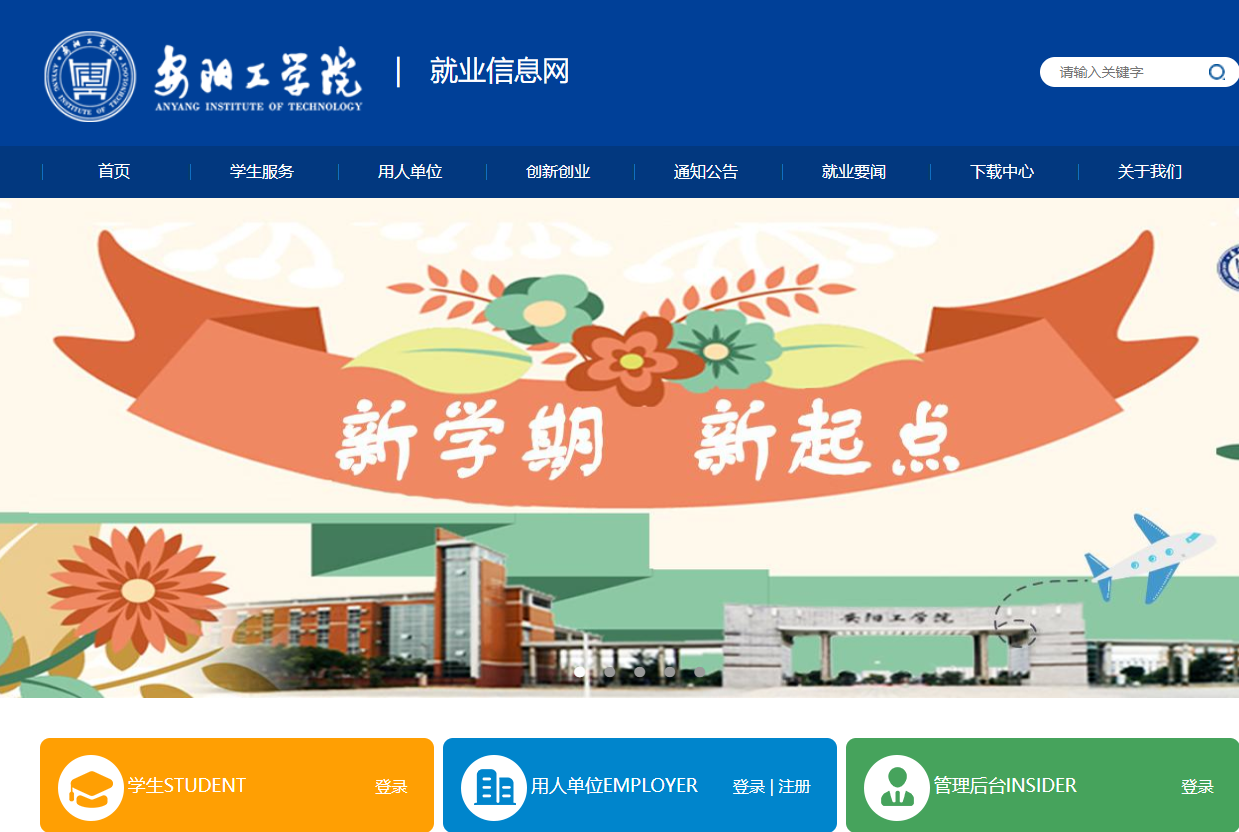 安阳工学院
ANYANG INSTITUTE OF TECHNOLOGY
就业信息网
请输入关键字
首页
学生服务
用人单位
创新创业
通知公告
就业要闻
下载中心
关于我们
新学期 新起点
安阳工学院
学生STUDENT
登录
用人单位EMPLOYER
登录 | 注册
管理后台INSIDER
登录